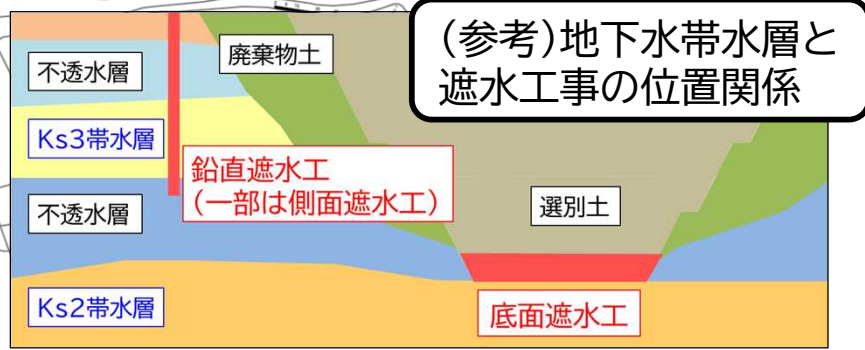 (参考)地下水帯水層と
遮水工事の位置関係
廃棄物土
不透水層
Ks3帯水層
鉛直遮水工
(一部は側面遮水工)
不透水層
選別土
Ks2帯水層
底面遮水工